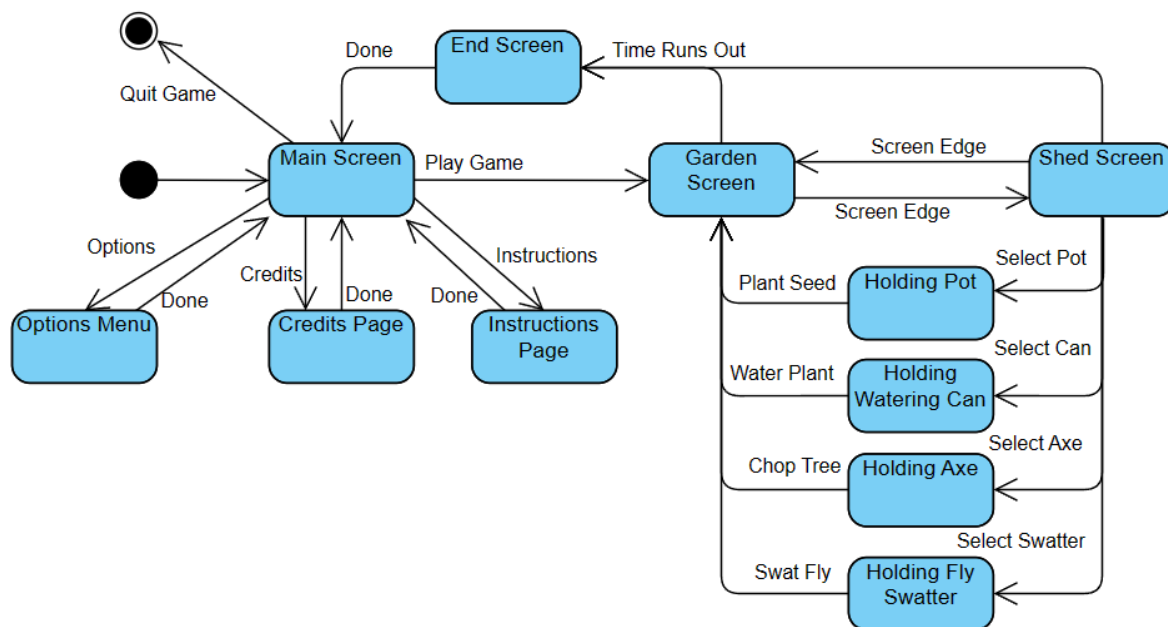 Done
End Screen
Time Runs Out
Quit Game
Main Screen
Play Game
Garden
Screen
Screen Edge
Shed Screen
Screen Edge
Options
Credits
Instructions
Done
Done
Done
Options Menu
Credits Page
Instructions
Page
Plant Seed
Holding Pot
Select Pot
Water Plant
Holding
Watering Can
Select Can
Chop Tree
Holding Axe
Select Axe
Swat Fly
Holding Fly
Swatter
Select Swatter